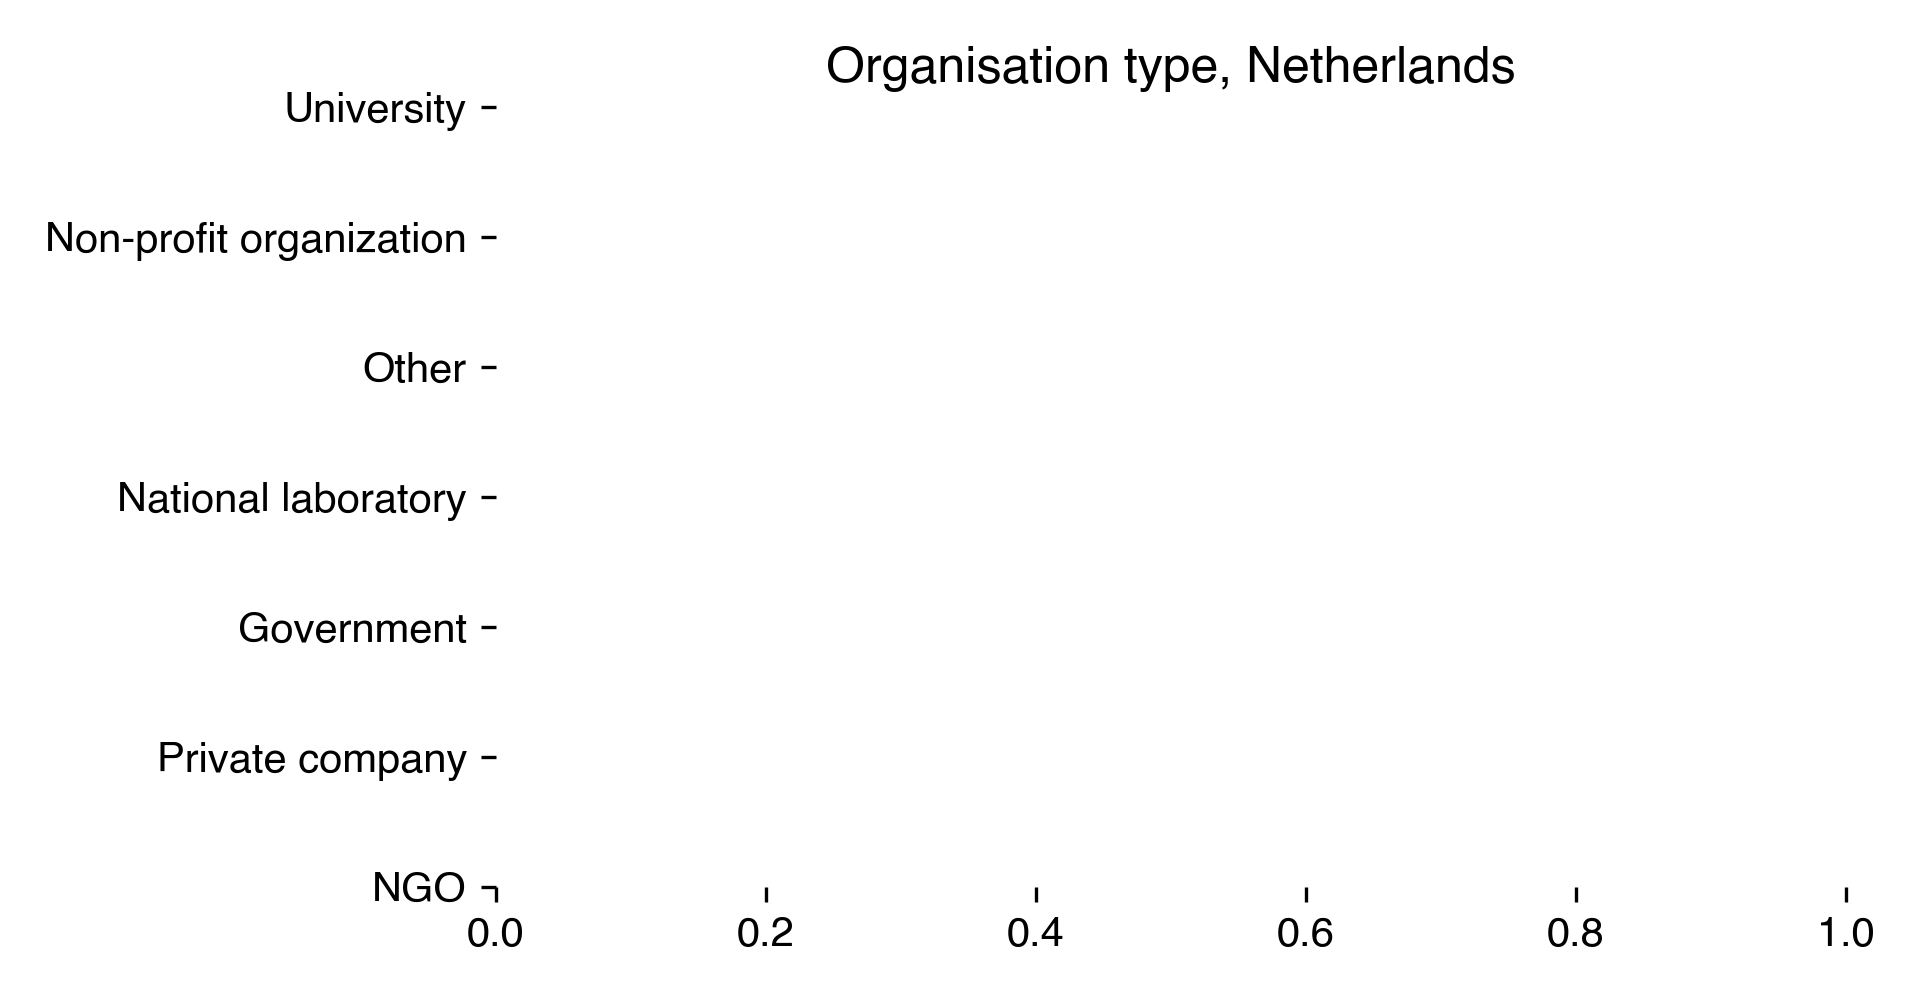 Organisation type, Netherlands
University
Non-profit organization
Other
National laboratory
Government
Private company
NGO
0.0 0.2 0.4 0.6 0.8 1.0